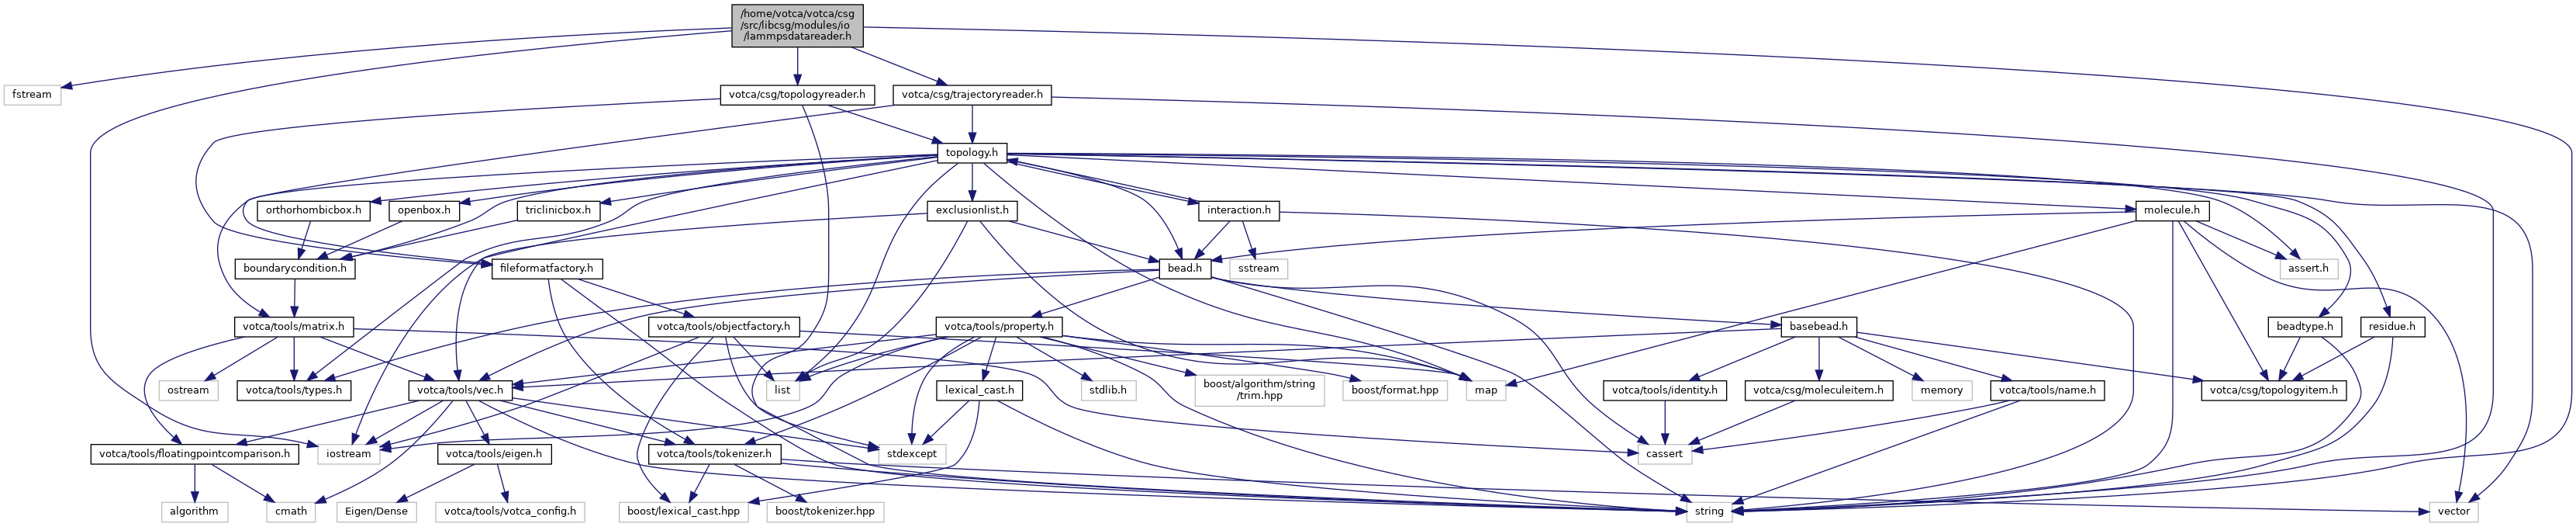 /home/votca/votca/csg
/src/libcsg/modules/io
/lammpsdatareader.h
fstream
votca/csg/topologyreader.h
votca/csg/trajectoryreader.h
topology.h
orthorhombicbox.h
openbox.h
triclinicbox.h
exclusionlist.h
interaction.h
molecule.h
boundarycondition.h
fileformatfactory.h
bead.h
sstream
assert.h
votca/tools/matrix.h
votca/tools/objectfactory.h
votca/tools/property.h
basebead.h
beadtype.h
residue.h
ostream
votca/tools/types.h
votca/tools/vec.h
list
lexical_cast.h
stdlib.h
boost/algorithm/string
/trim.hpp
boost/format.hpp
map
votca/tools/identity.h
votca/csg/moleculeitem.h
memory
votca/tools/name.h
votca/csg/topologyitem.h
votca/tools/floatingpointcomparison.h
iostream
votca/tools/eigen.h
votca/tools/tokenizer.h
stdexcept
cassert
algorithm
cmath
Eigen/Dense
votca/tools/votca_config.h
boost/lexical_cast.hpp
boost/tokenizer.hpp
string
vector